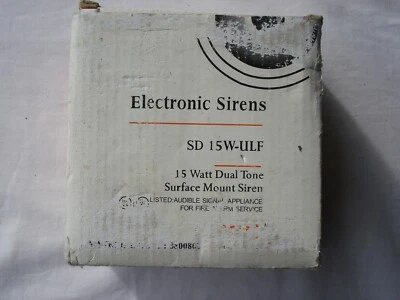 Electronic Sirens
SD 15W-ULF
15 Watt Dual Tone
Surface Mount Siren
LISTED AUDIBLE SIGNAL APPLIANCE
FOR FIRE ALARM SERVICE